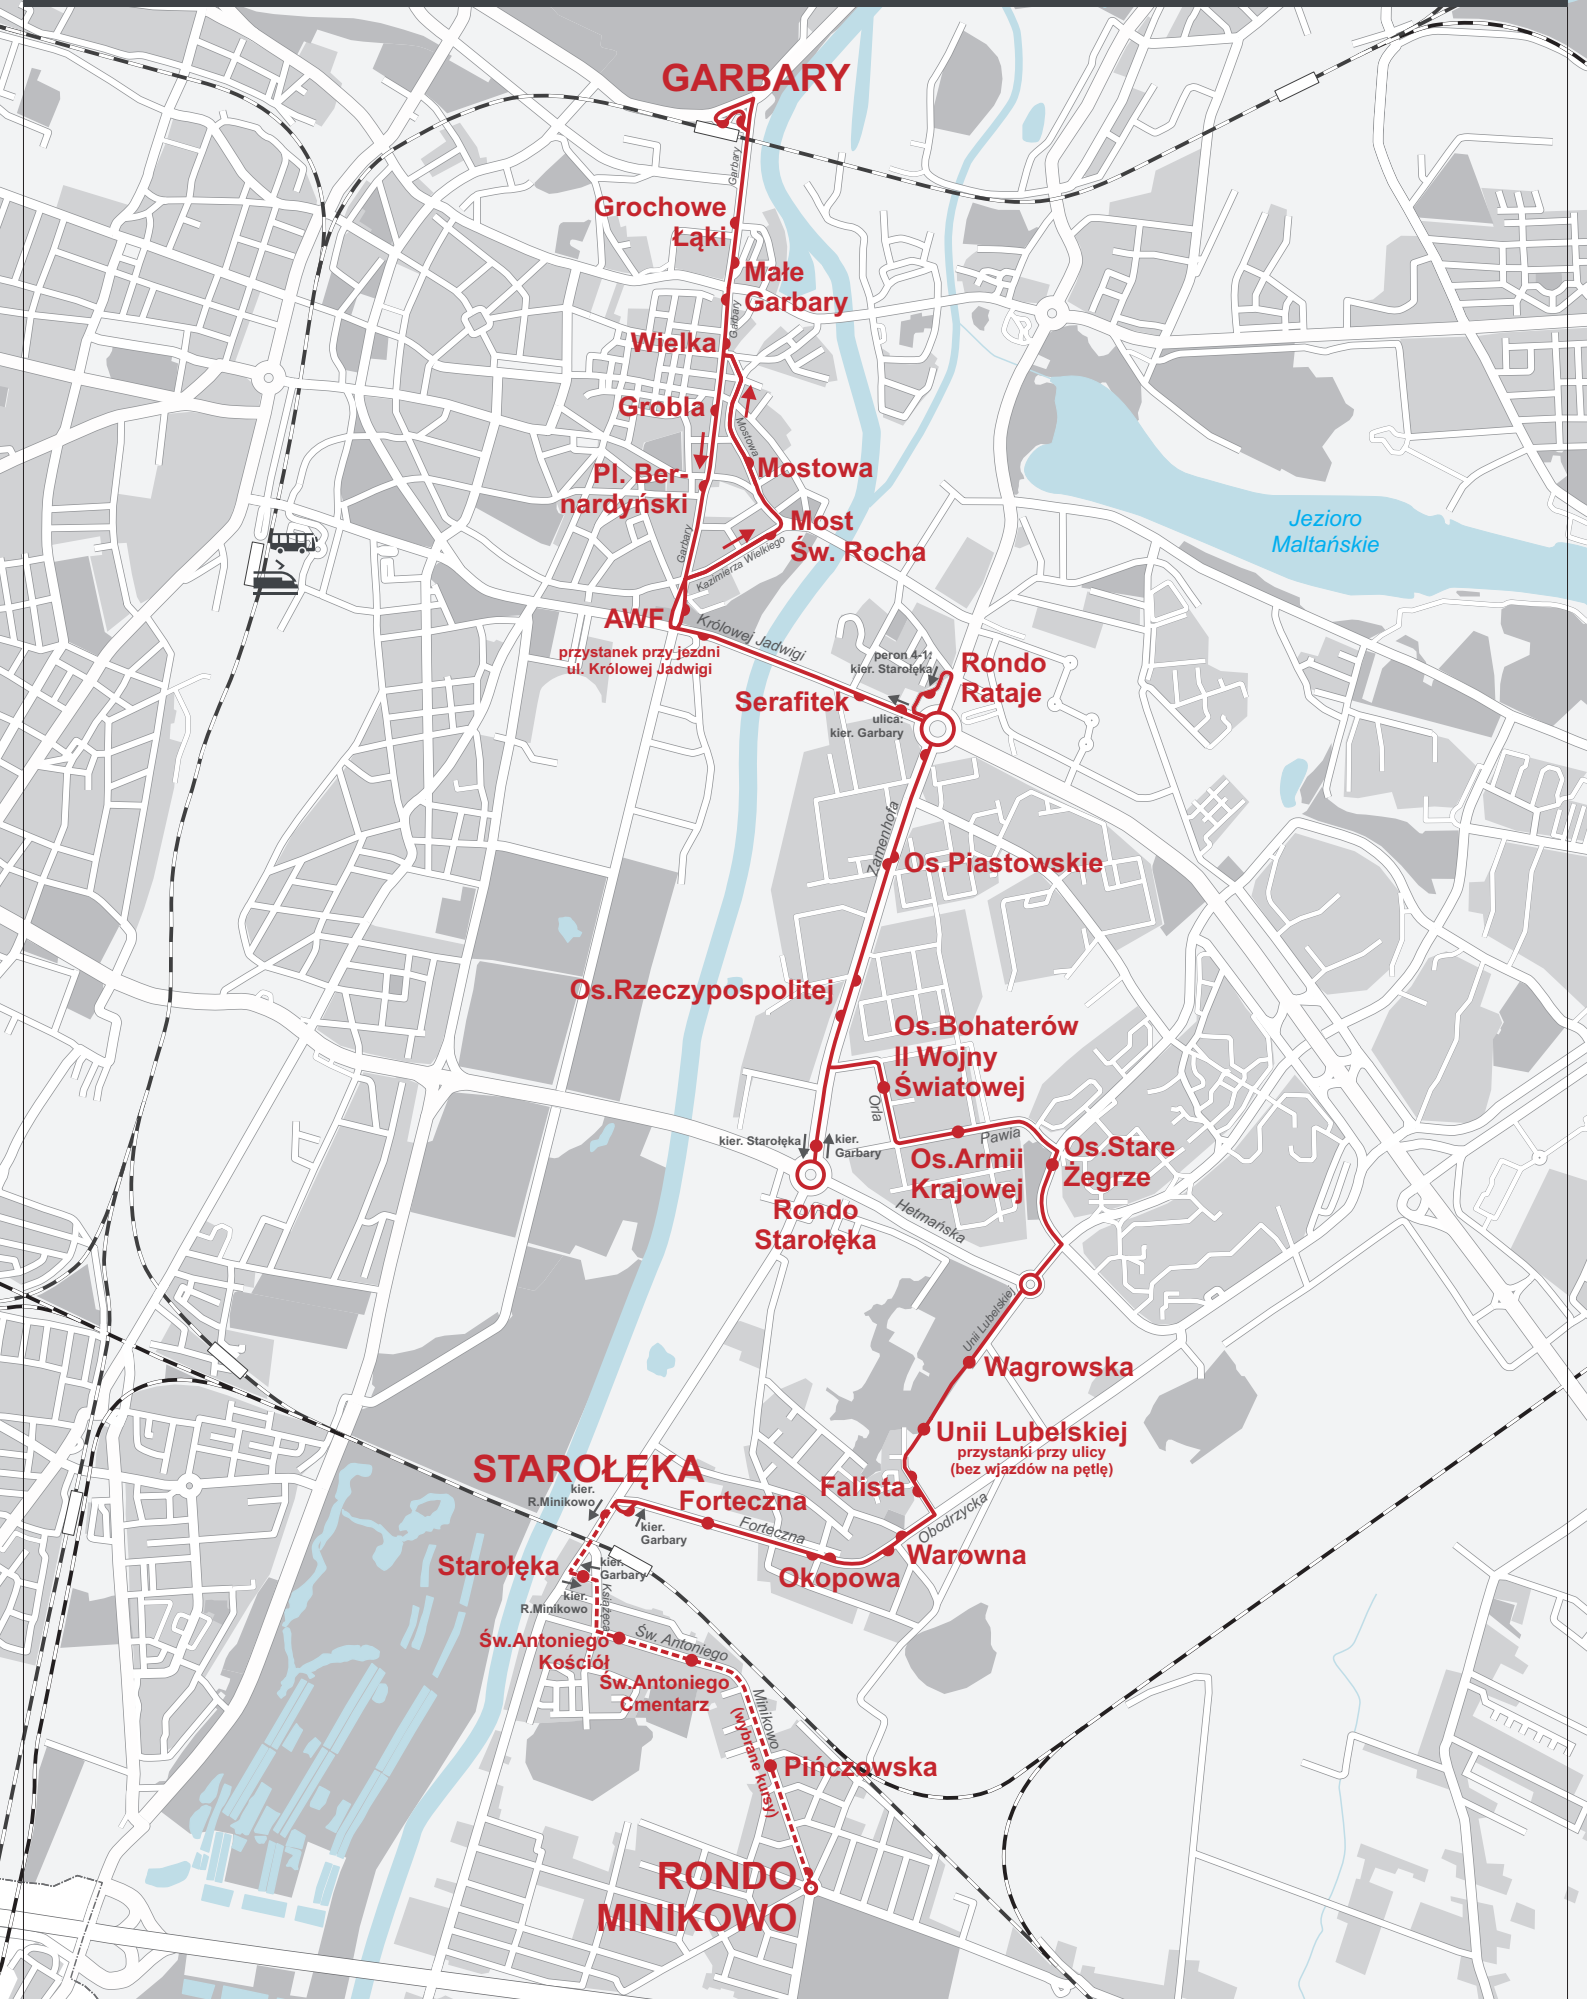 GARBARY
Garbary
Grochowe
Łąki
Małe
Garbary
Garbary
Wielka
Grobla
Mostowa
Pl. Ber-
nardyński
Mostowa
Most
Św. Rocha
Garbary
Kazimierza Wielkiego
Jezioro
Maltańskie
AWF
Królowej Jadwigi
przystanek przy jezdni
ul. Królowej Jadwigi
peron 4-1:
kier. Starołęka
Rondo
Rataje
Serafitek
ulica:
kier. Garbary
Zamenhofa
Os.Piastowskie
Os.Rzeczypospolitej
Os.Bohaterów
II Wojny
Światowej
Orla
kier. Starołęka
kier.
Garbary
Pawia
Os.Armii
Krajowej
Os.Stare
Żegrze
Rondo
Starołęka
Hetmańska
Unii Lubelskiej
Wagrowska
Unii Lubelskiej
przystanki przy ulicy
(bez wjazdów na pętlę)
STAROŁĘKA
kier.
R.Minikowo
Forteczna
Falista
kier.
Garbary
Forteczna
Obodrzycka
Warowna
Okopowa
Starołęka
kier.
Garbary
kier.
R.Minikowo
Książęca
Św.Antoniego
Kościół
Św. Antoniego
Św.Antoniego
Cmentarz
Minikowo
(wybrane kursy)
Pińczowska
RONDO
MINIKOWO